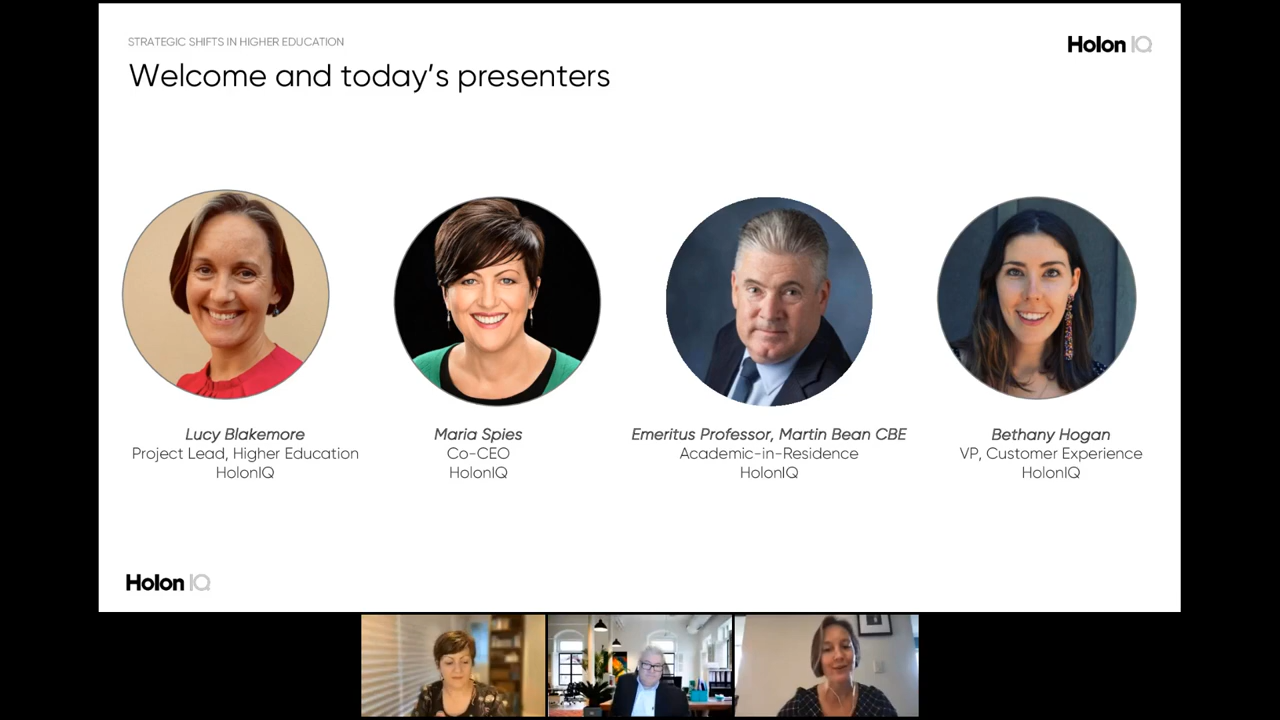 STRATEGIC SHIFTS IN HIGHER EDUCATION
Holon IQ
Welcome and today's presenters
Lucy Blakemore
Project Lead, Higher Education
HolonIQ
Maria Spies
Co-CEO
HolonIQ
Emeritus Professor, Martin Bean CBE
Academic-in-Residence
HolonIQ
Bethany Hogan
VP, Customer Experience
HolonIQ
Holon IQ